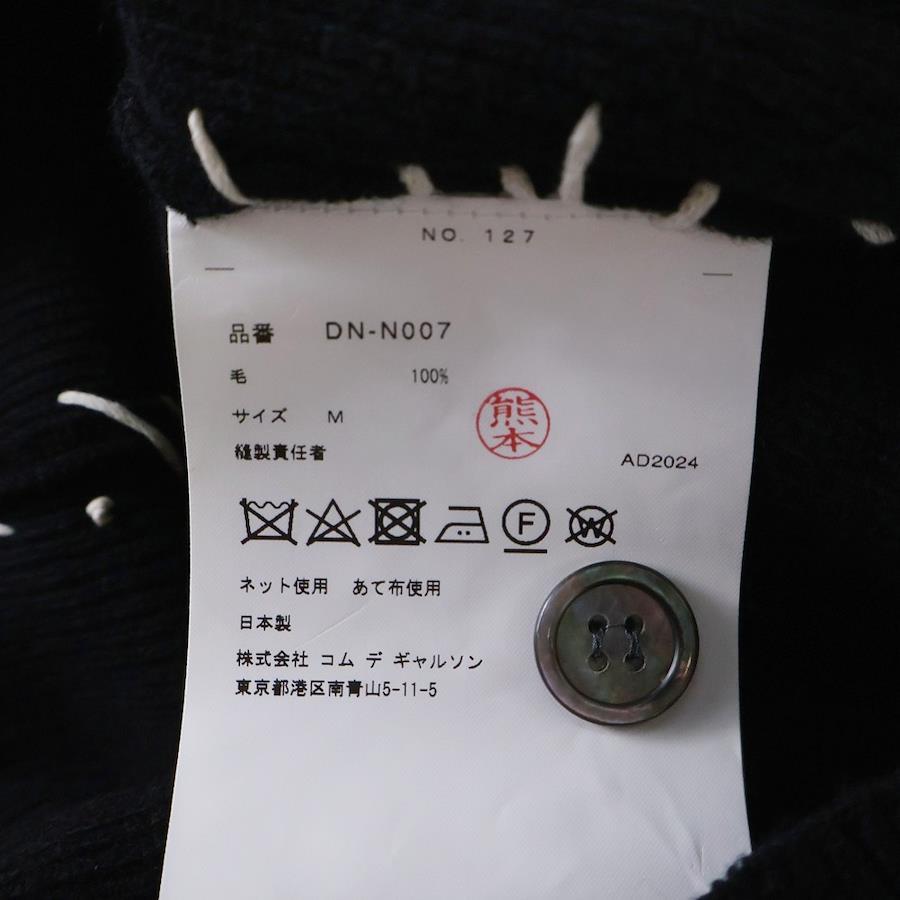 NO. 127
品番 DN-N007
毛 100%
サイズ M
縫製責任者
熊本
AD2024
F W
ネット使用 あて布使用
日本製
株式会社 コム デ ギャルソン
東京都港区南青山5-11-5